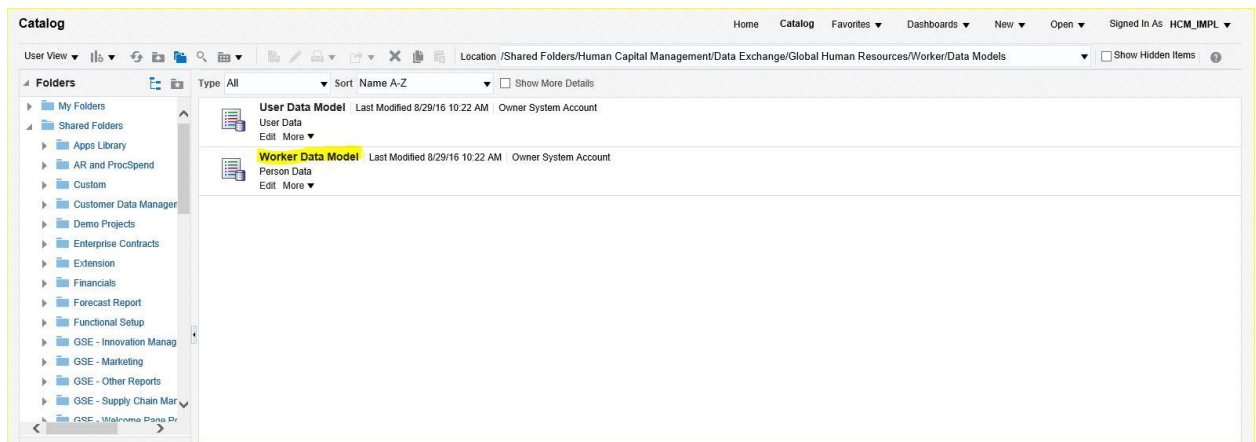 Catalog Home Catalog Favorites Dashboards New Open Signed In As HCM_IMPL
User View Location /Shared Folders/Human Capital Management/Data Exchange/Global Human Resources/Worker/Data Models Show Hidden Items
Folders Type All Sort Name A-Z Show More Details
My Folders
Shared Folders
Apps Library
AR and ProcSpend
Custom
Customer Data Manager
Demo Projects
Enterprise Contracts
Extension
Financials
Forecast Report
Functional Setup
GSE - Innovation Manag
GSE - Marketing
GSE - Other Reports
GSE - Supply Chain Mar
GSE - Welcome Page
User Data Model Last Modified 8/29/16 10:22 AM Owner System Account
User Data
Edit More
Worker Data Model Last Modified 8/29/16 10:22 AM Owner System Account
Person Data
Edit More